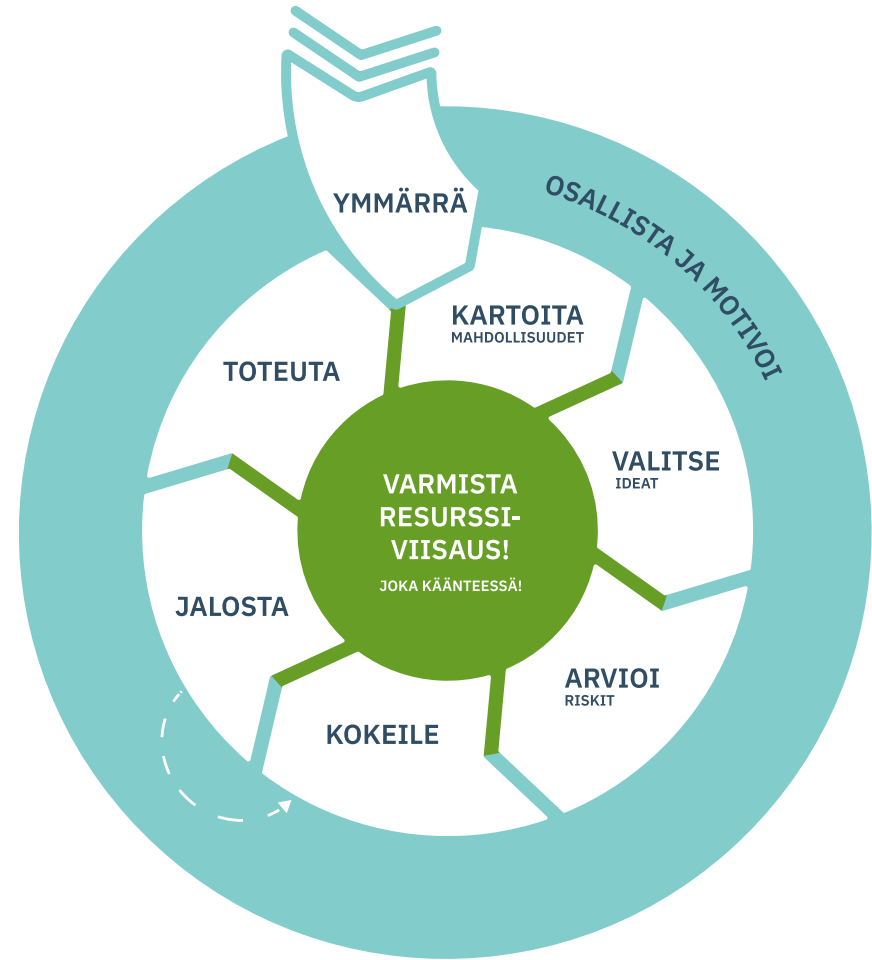 YMMÄRRÄ
OSALLISTA JA MOTIVOI
KARTOITA
MAHDOLLISUUDET
VALITSE
IDEAT
ARVIOI
RISKIT
KOKEILE
JALOSTA
TOTEUTA
VARMISTA
RESURSSI-
VIISAUS!
JOKA KÄÄNTEESSÄ!